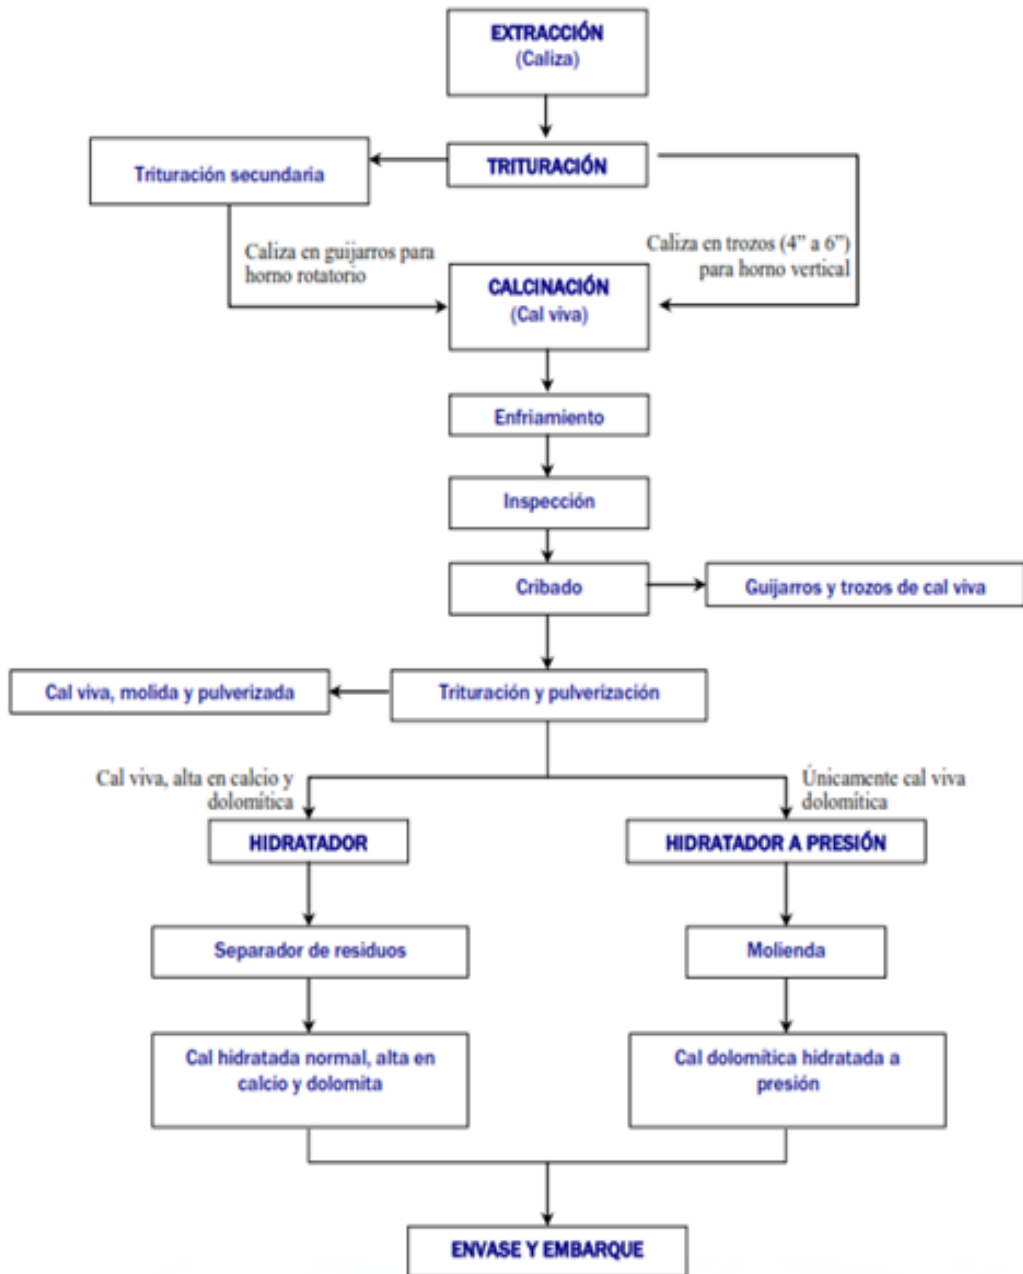 EXTRACCIÓN
(Caliza)
TRITURACIÓN
Trituración secundaria
Caliza en guijarros para
horno rotatorio
Caliza en trozos (4” a 6”)
para horno vertical
CALCINACIÓN
(Cal viva)
Enfriamiento
Inspección
Cribado
Guijarros y trozos de cal viva
Trituración y pulverización
Cal viva, molida y pulverizada
Cal viva, alta en calcio y
dolomítica
Únicamente cal viva
dolomítica
HIDRATADOR
HIDRATADOR A PRESIÓN
Separador de residuos
Molienda
Cal hidratada normal, alta en
calcio y dolomita
Cal dolomítica hidratada a
presión
ENVASE Y EMBARQUE